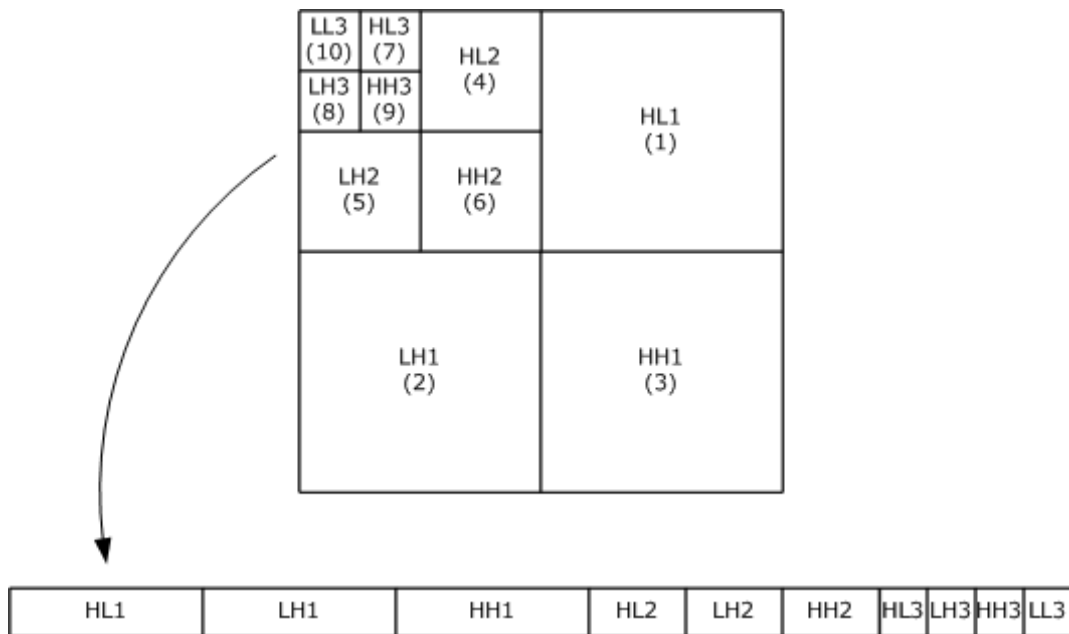 LL3
(10)
HL3
(7)
HL2
(4)
HL1
(1)
LH3
(8)
HH3
(9)
LH2
(5)
HH2
(6)
LH1
(2)
HH1
(3)
HL1 LH1 HH1 HL2 LH2 HH2 HL3 LH3 HH3 LL3